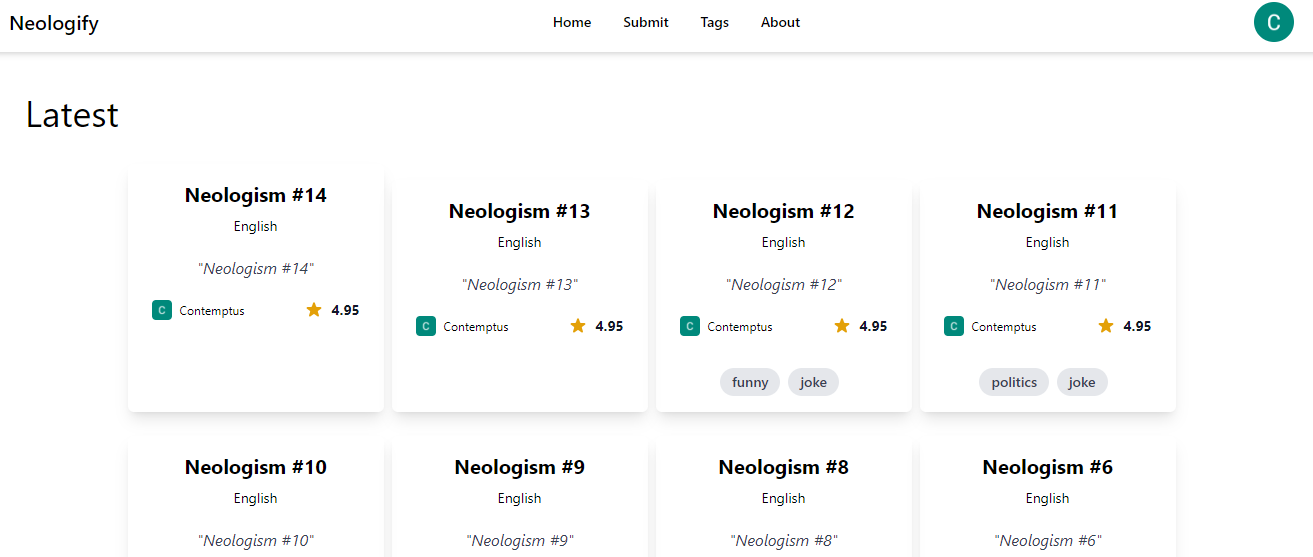 Neologify Home Submit Tags About C
Latest
Neologism #14
English
"Neologism #14"
C Contemptus 4.95
Neologism #13
English
"Neologism #13"
C Contemptus 4.95
Neologism #12
English
"Neologism #12"
C Contemptus 4.95
funny joke
Neologism #11
English
"Neologism #11"
C Contemptus 4.95
politics joke
Neologism #10
English
"Neologism #10"
Neologism #9
English
"Neologism #9"
Neologism #8
English
"Neologism #8"
Neologism #6
English
"Neologism #6"